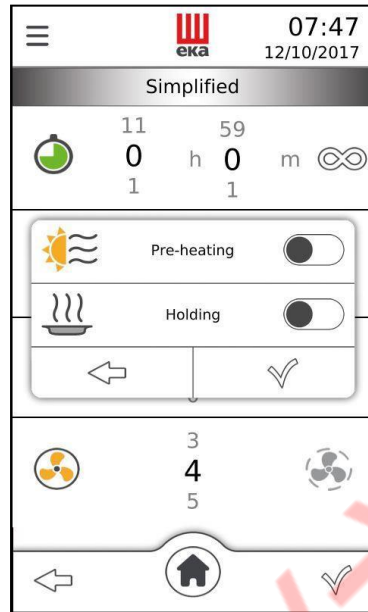 07:47
eka
12/10/2017
Simplified
11 59
0 h 0 m
1 1
Pre-heating
Holding
3
4
5